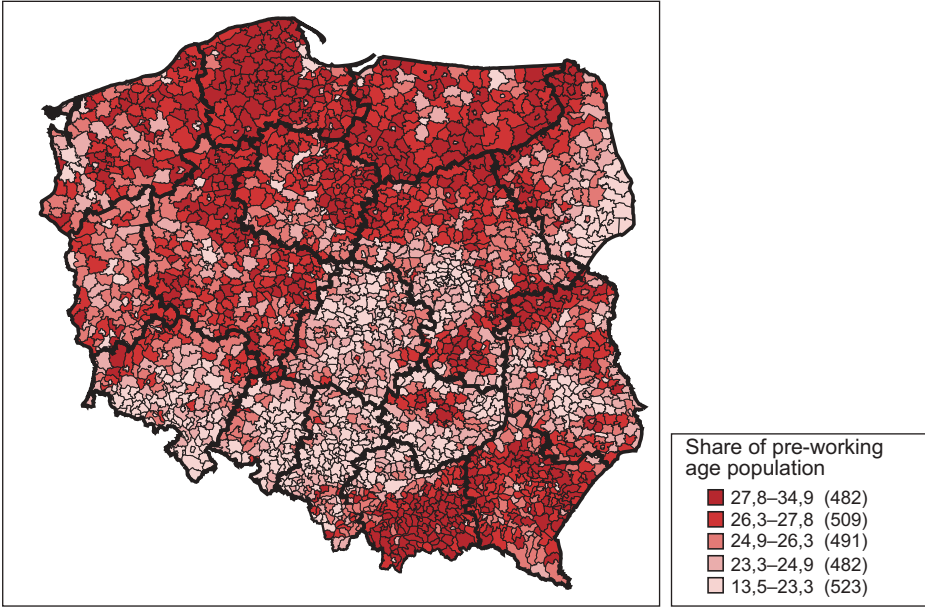 Share of pre-working
age population
27,8–34,9 (482)
26,3–27,8 (509)
24,9–26,3 (491)
23,3–24,9 (482)
13,5–23,3 (523)